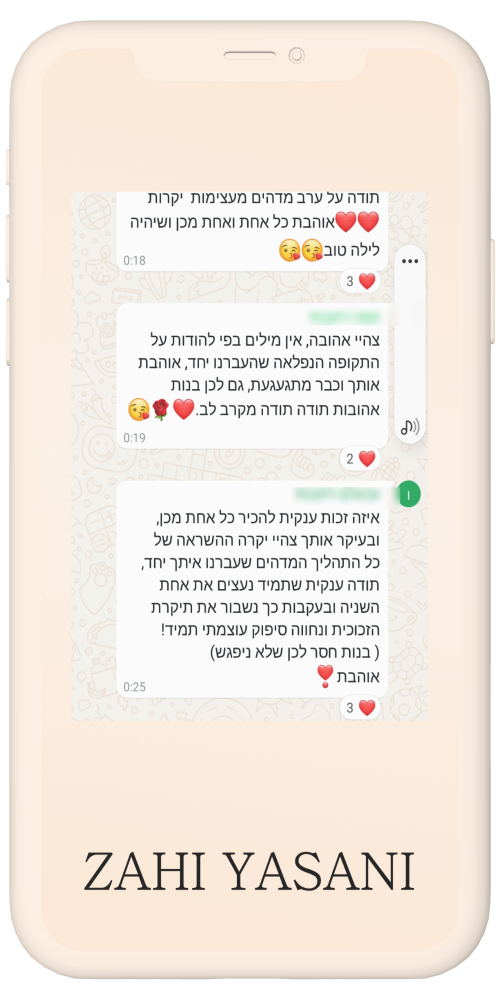 תודה על ערב מדהים מעצימות יקרות
❤️❤️אוהבת כל אחת ואחת מכן ושיהיה
לילה טוב😘😘
0:18
3 ❤️
צהיי אהובה, אין מילים בפי להודות על
התקופה הנפלאה שהעברנו יחד, אוהבת
אותך וכבר מתגעגעת, גם לכן בנות
אהובות תודה תודה מקרב לב.❤️🌹😘
0:19
2 ❤️
ו
איזה זכות ענקית להכיר כל אחת מכן,
ובעיקר אותך צהיי יקרה ההשראה של
כל התהליך המדהים שעברנו איתך יחד,
תודה ענקית שתמיד נעצים את אחת
השניה ובעקבות כך נשבור את תיקרת
הזכוכית ונחווה סיפוק עוצמתי תמיד!
( בנות חסר לכן שלא ניפגש)
אוהבת❣️
0:25
3 ❤️
ZAHI YASANI